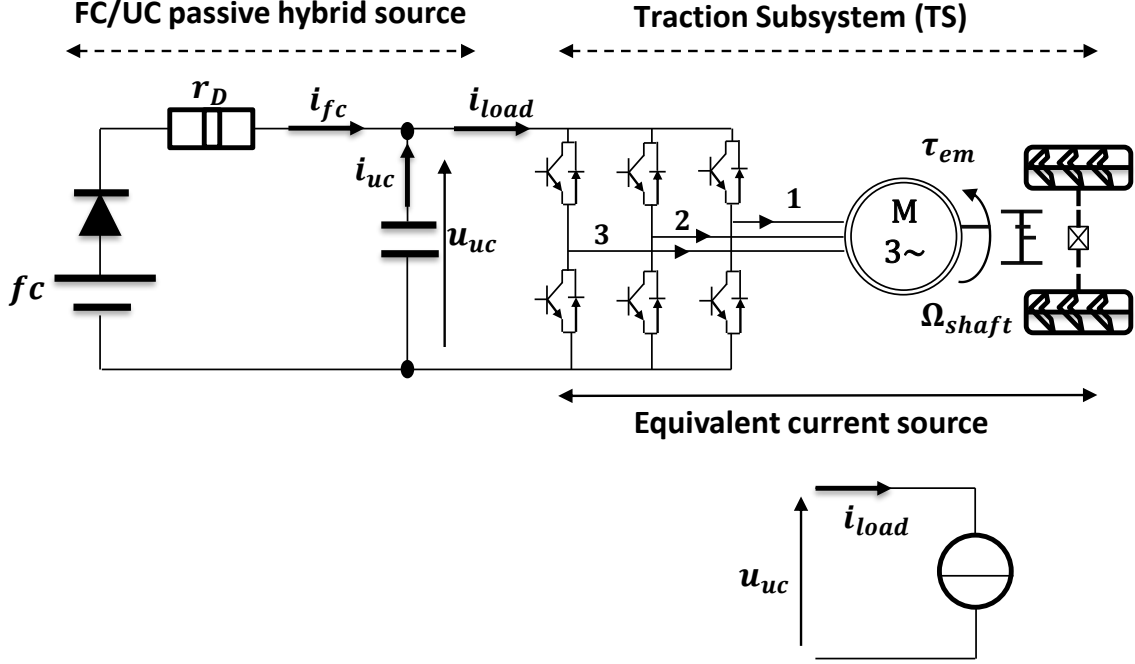 FC/UC passive hybrid source
Traction Subsystem (TS)
r_D
i_fc
i_load
i_uc
u_uc
fc
1
2
3
M
3~
τ_em
Ω_shaft
Equivalent current source
i_load
u_uc